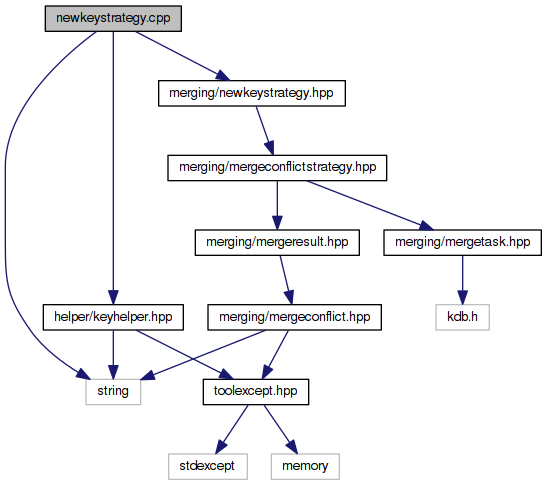 newkeystrategy.cpp
merging/newkeystrategy.hpp
merging/mergeconflictstrategy.hpp
merging/mergeresult.hpp
merging/mergetask.hpp
helper/keyhelper.hpp
merging/mergeconflict.hpp
kdb.h
string
toolexcept.hpp
stdexcept
memory